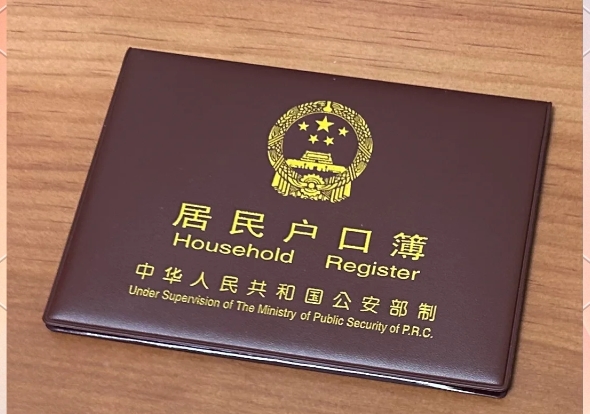 居民户口簿
Household Register
中华人民共和国公安部制
Under Supervision of The Ministry of Public Security of P.R.C.